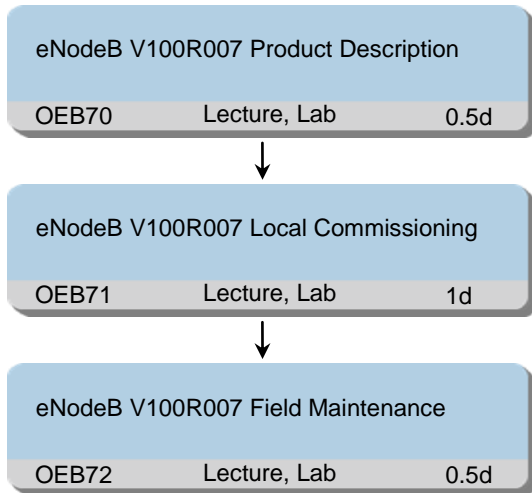 eNodeB V100R007 Product Description
OEB70 Lecture, Lab 0.5d
eNodeB V100R007 Local Commissioning
OEB71 Lecture, Lab 1d
eNodeB V100R007 Field Maintenance
OEB72 Lecture, Lab 0.5d